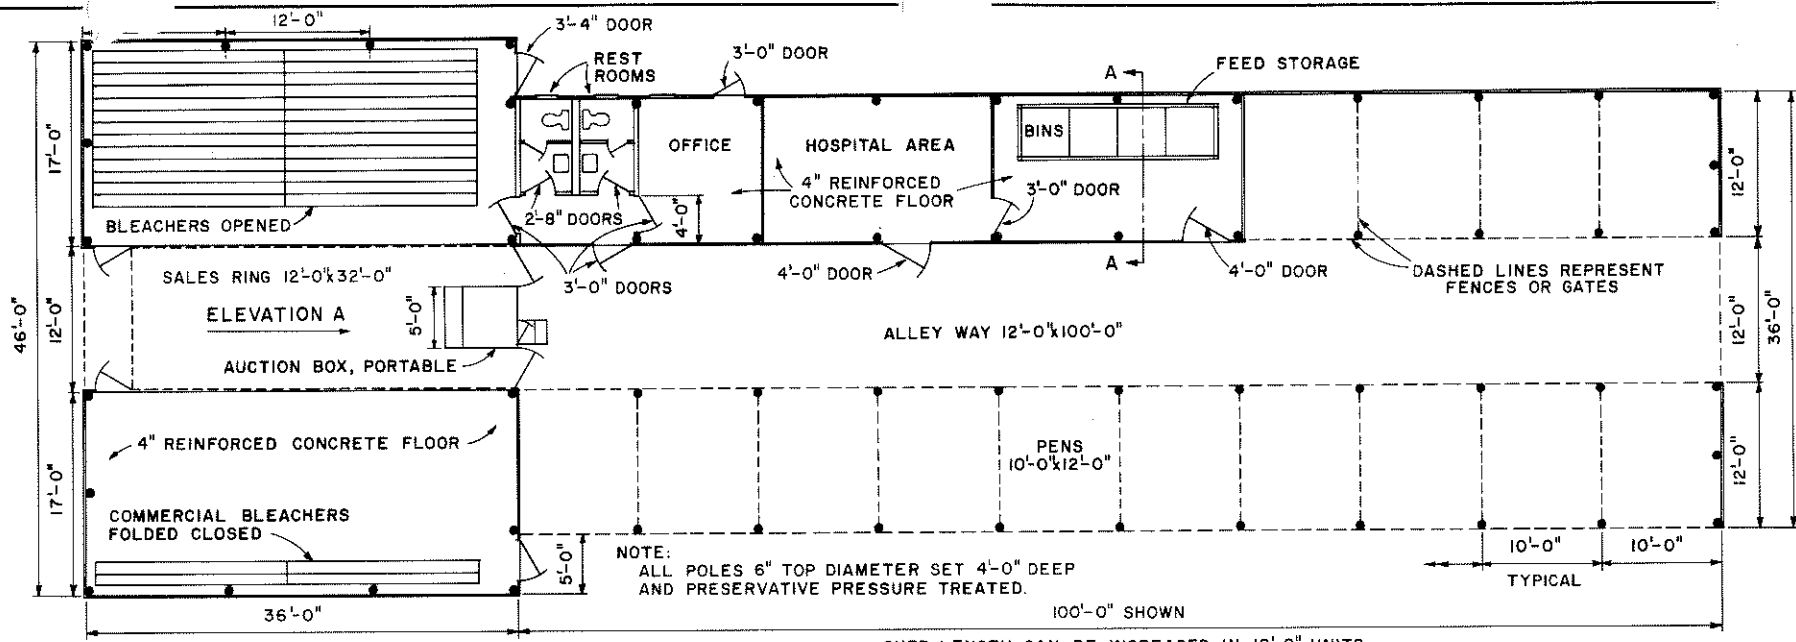 12'-0"
3'-4" DOOR
REST
ROOMS
3'-0" DOOR
A
FEED STORAGE
17'-0"
OFFICE
HOSPITAL AREA
BINS
4" REINFORCED
CONCRETE FLOOR
3'-0" DOOR
12'-0"
BLEACHERS OPENED
2'-8" DOORS
4'-0"
SALES RING 12'-0"x32'-0"
3'-0" DOORS
4'-0" DOOR
A
4'-0" DOOR
DASHED LINES REPRESENT
FENCES OR GATES
46'-0"
12'-0"
ELEVATION A
5'-0"
ALLEY WAY 12'-0"x100'-0"
12'-0"
36'-0"
AUCTION BOX, PORTABLE
4" REINFORCED CONCRETE FLOOR
PENS
10'-0"x12'-0"
17'-0"
12'-0"
COMMERCIAL BLEACHERS
FOLDED CLOSED
5'-0"
NOTE:
ALL POLES 6" TOP DIAMETER SET 4'-0" DEEP
AND PRESERVATIVE PRESSURE TREATED.
10'-0"
10'-0"
TYPICAL
36'-0"
100'-0" SHOWN